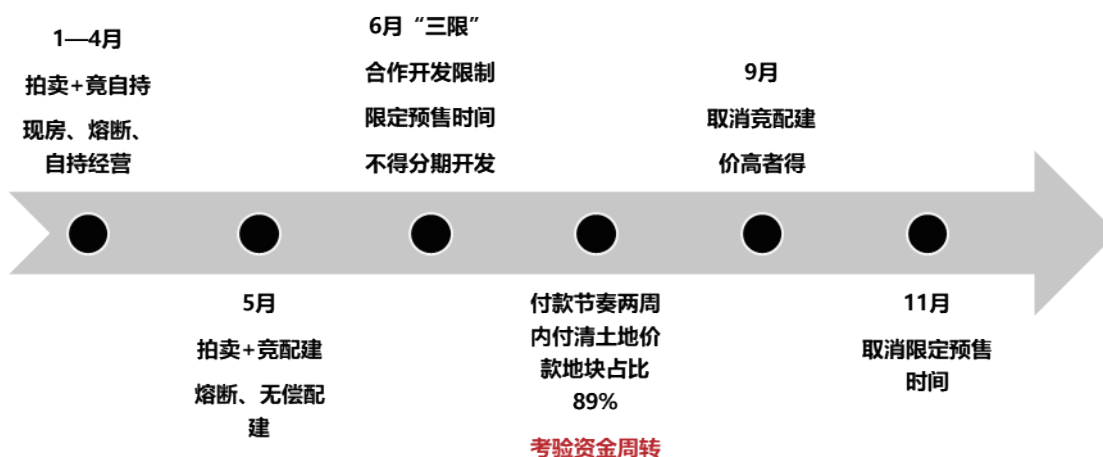 1—4月
拍卖+竟自持
现房、熔断、
自持经营
5月
拍卖+竞配建
熔断、无偿配
建
6月“三限”
合作开发限制
限定预售时间
不得分期开发
付款节奏两周
内付清土地价
款地块占比
89%
考验资金周转
9月
取消竞配建
价高者得
11月
取消限定预售
时间